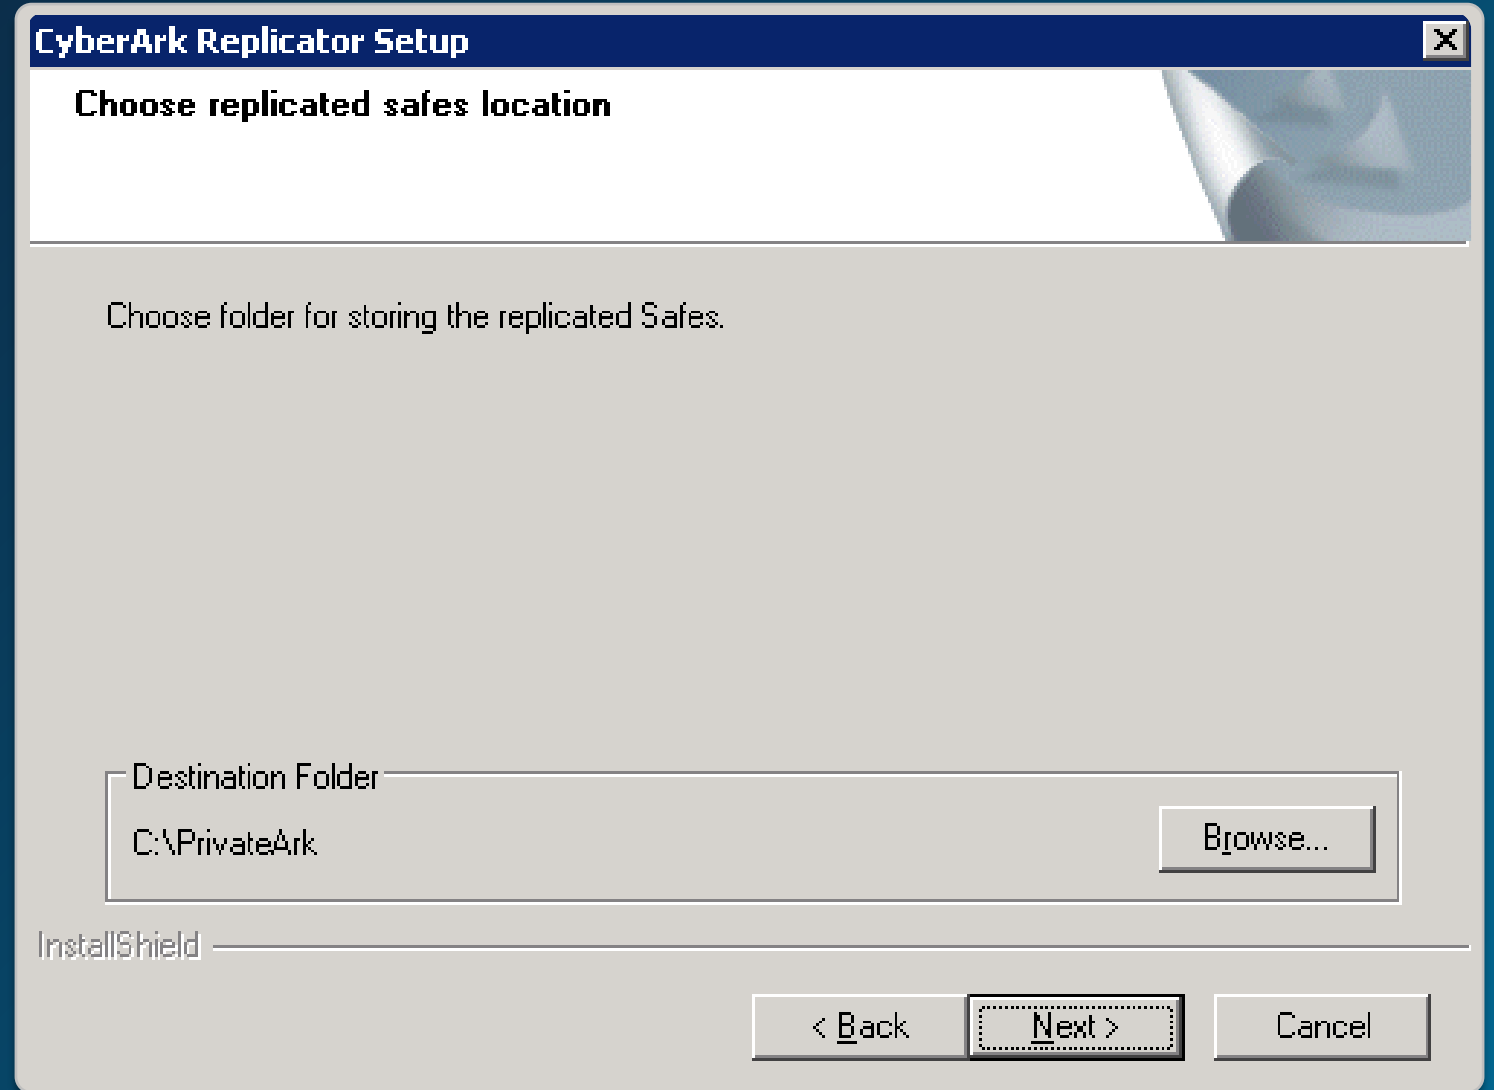 CyberArk Replicator Setup
Choose replicated safes location
Choose folder for storing the replicated Safes.
Destination Folder
C:\PrivateArk
Browse...
InstallShield
< Back
Next >
Cancel